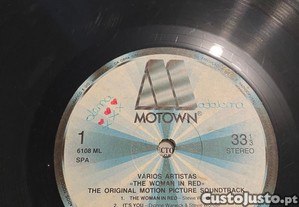 MOTOWN
1
6108 ML
SPA
33⅓
STEREO
VÁRIOS ARTISTAS
«THE WOMAN IN RED»
THE ORIGINAL MOTION PICTURE SOUNDTRACK
1. THE WOMAN IN RED -
2. IT'S YOU -
CustoJusto.pt